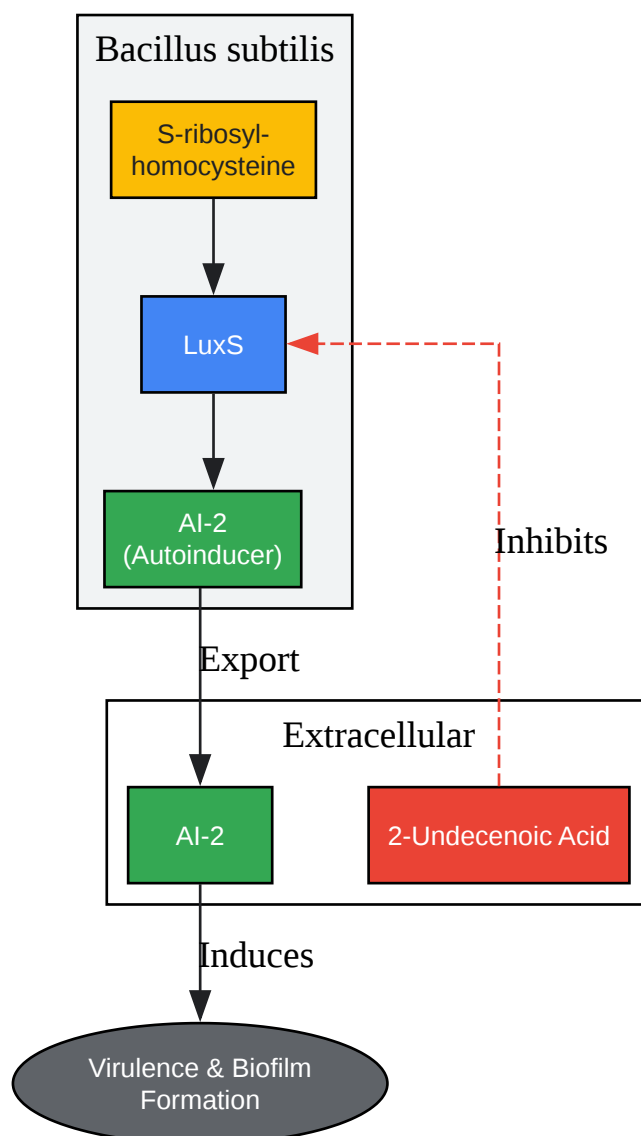 Bacillus subtilis
S-ribosyl-
homocysteine
LuxS
AI-2
(Autoinducer)
Inhibits
Export
Extracellular
AI-2
2-Undecenoic Acid
Induces
Virulence & Biofilm
Formation